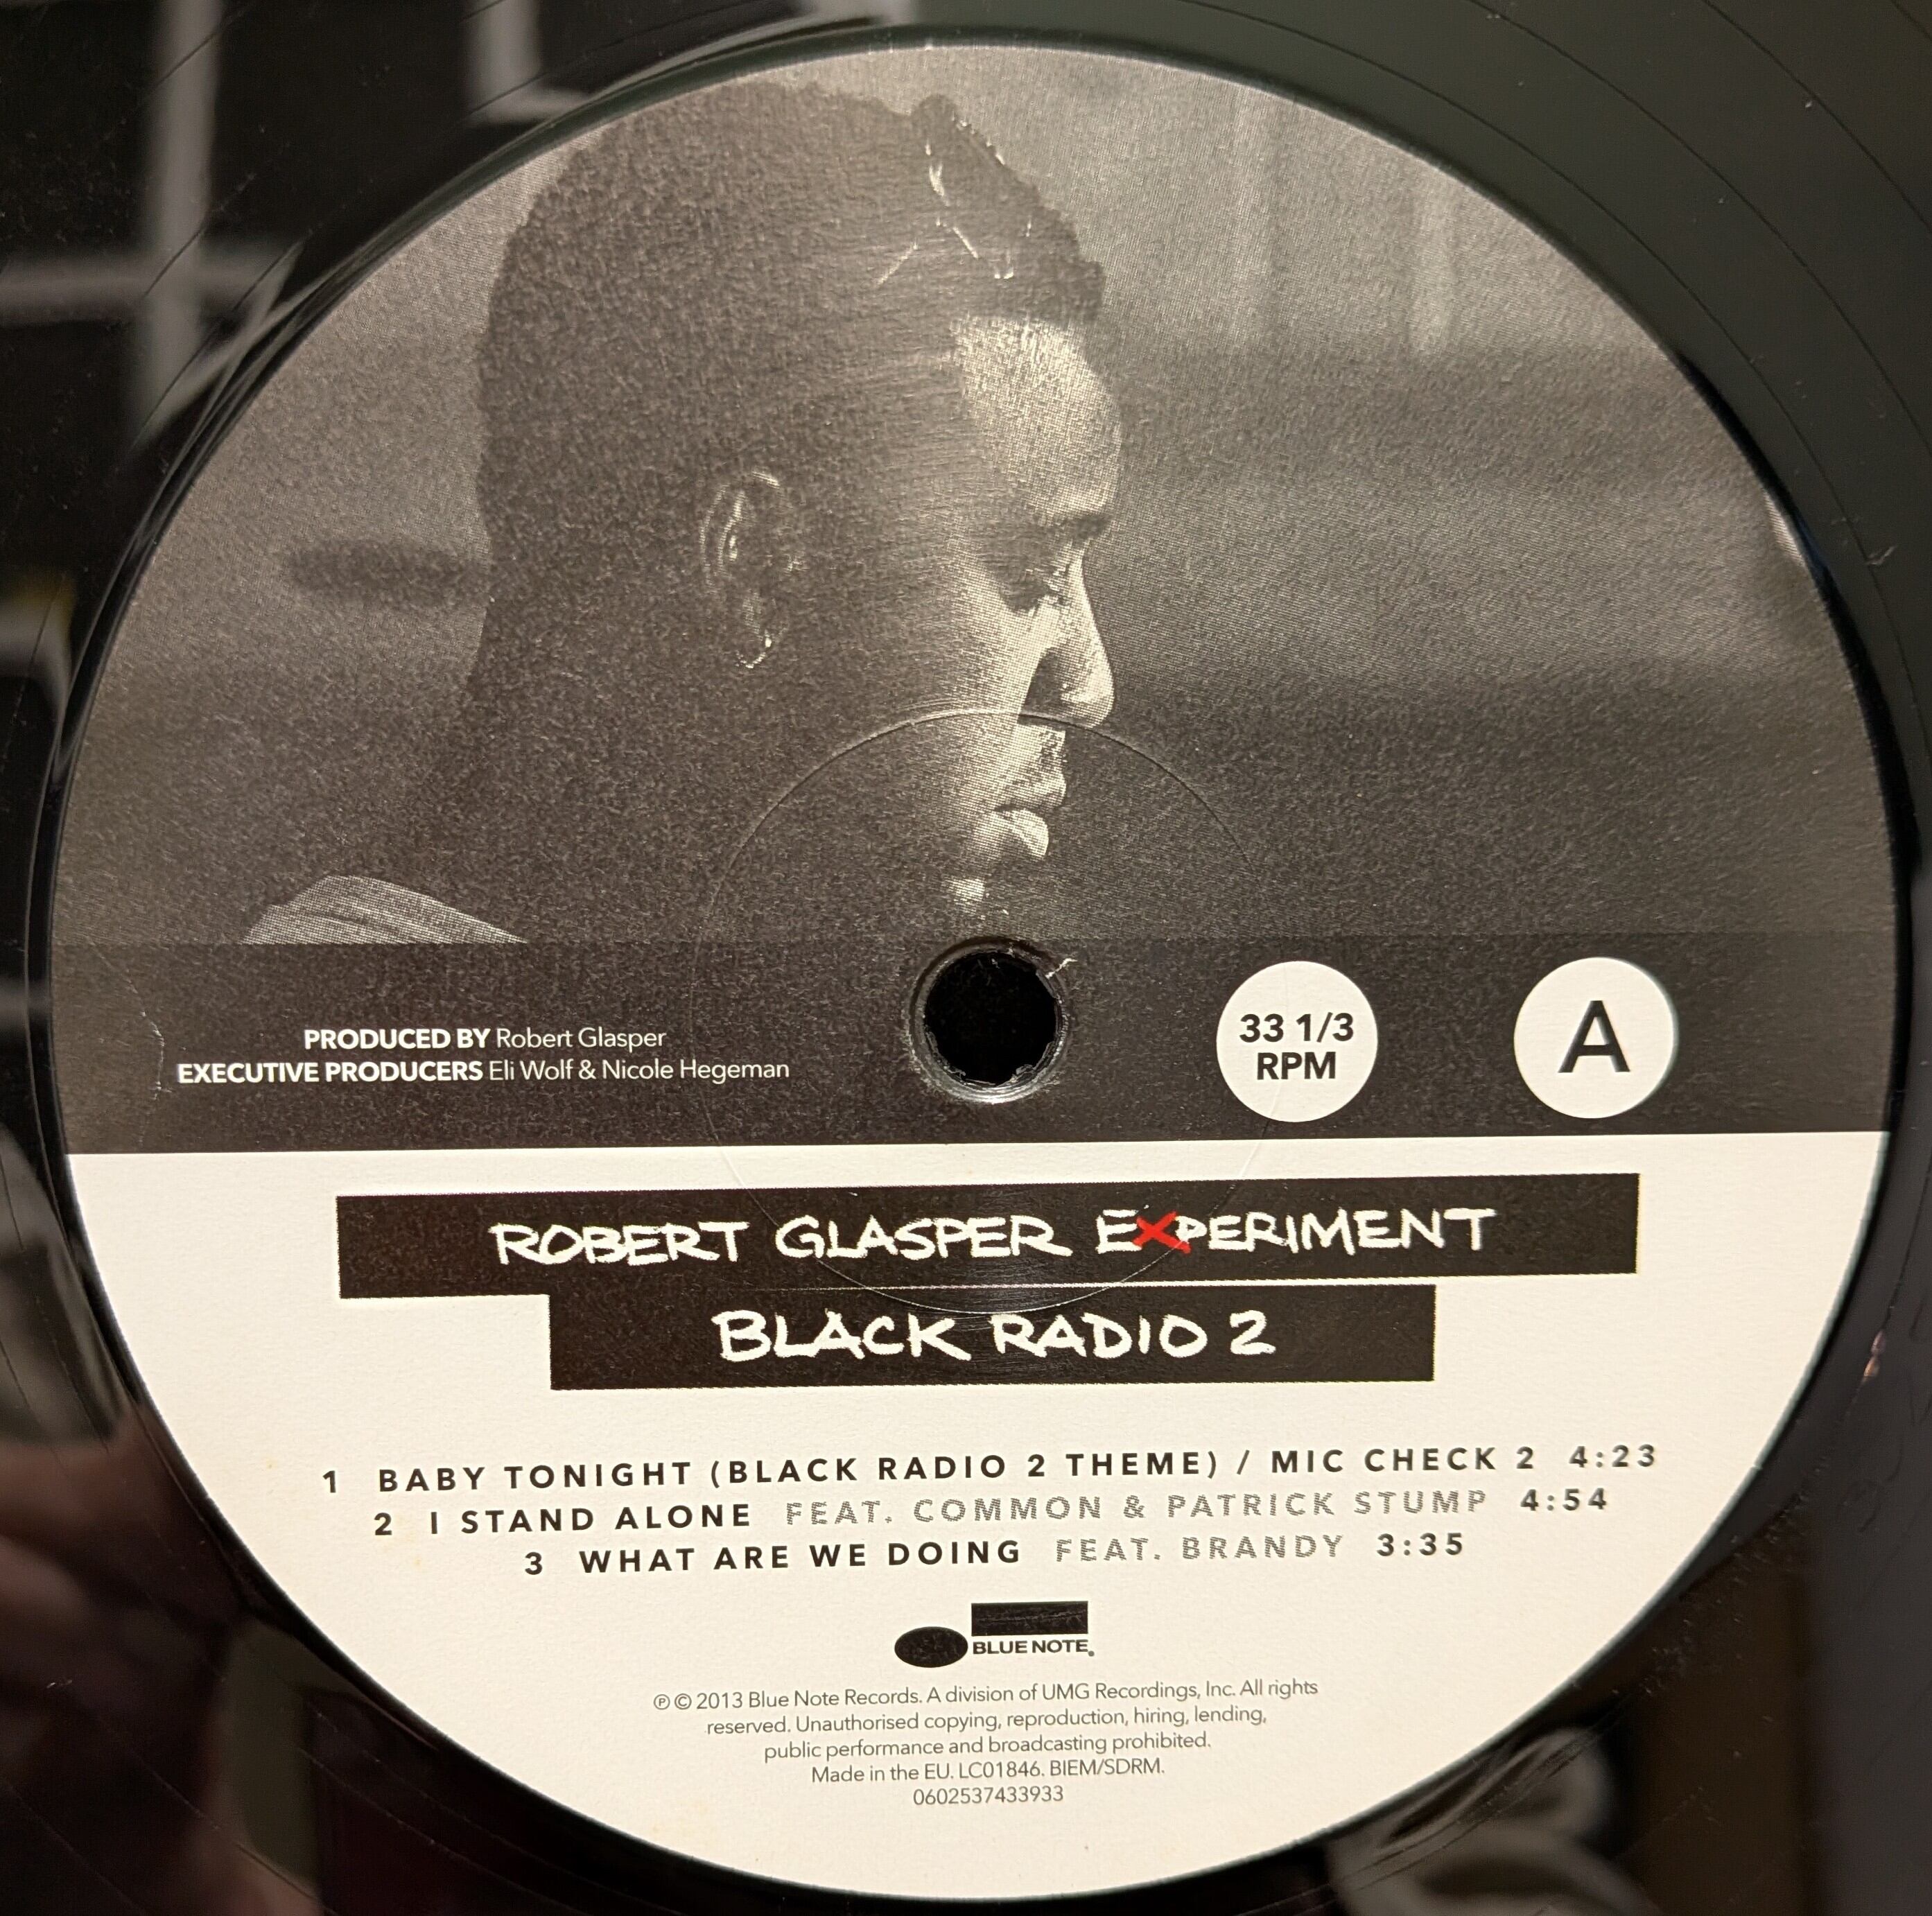 PRODUCED BY Robert Glasper
EXECUTIVE PRODUCERS Eli Wolf & Nicole Hegeman
33 1/3
RPM
A
ROBERT GLASPER EXPERIMENT
BLACK RADIO 2
1 BABY TONIGHT (BLACK RADIO 2 THEME) / MIC CHECK 2 4:23
2 I STAND ALONE FEAT. COMMON & PATRICK STUMP 4:54
3 WHAT ARE WE DOING FEAT. BRANDY 3:35
BLUE NOTE
℗ © 2013 Blue Note Records. A division of UMG Recordings, Inc. All rights
reserved. Unauthorised copying, reproduction, hiring, lending,
public performance and broadcasting prohibited.
Made in the EU. LC01846. BIEM/SDRM.
0602537433933